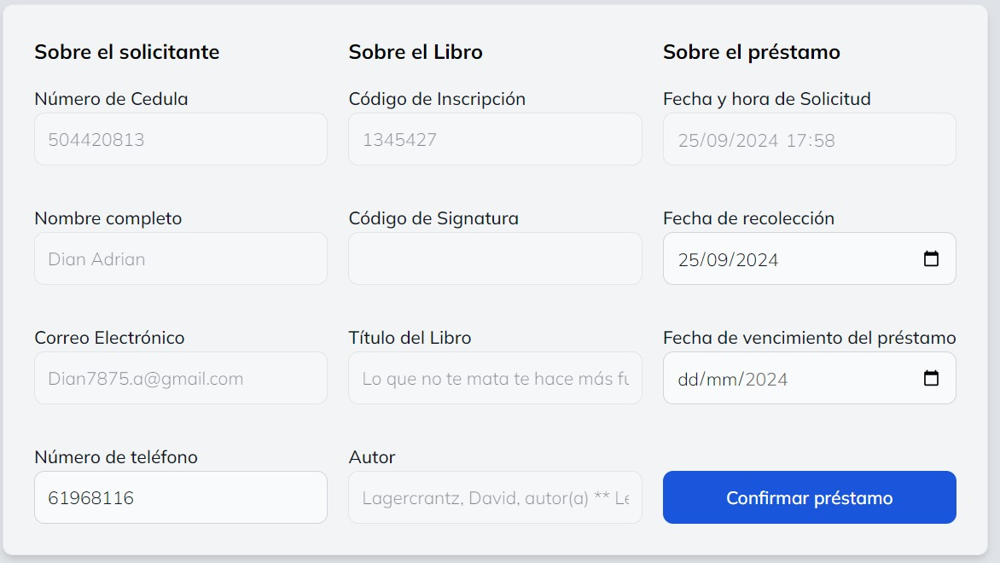 Sobre el solicitante
Número de Cedula
504420813
Nombre completo
Dian Adrian
Correo Electrónico
Dian7875.a@gmail.com
Número de teléfono
61968116
Sobre el Libro
Código de Inscripción
1345427
Código de Signatura
Título del Libro
Lo que no te mata te hace más
Autor
Lagercrantz, David, autor(a) **
Sobre el préstamo
Fecha y hora de Solicitud
25/09/2024 17:58
Fecha de recolección
25/09/2024
Fecha de vencimiento del préstamo
dd/mm/2024
Confirmar préstamo